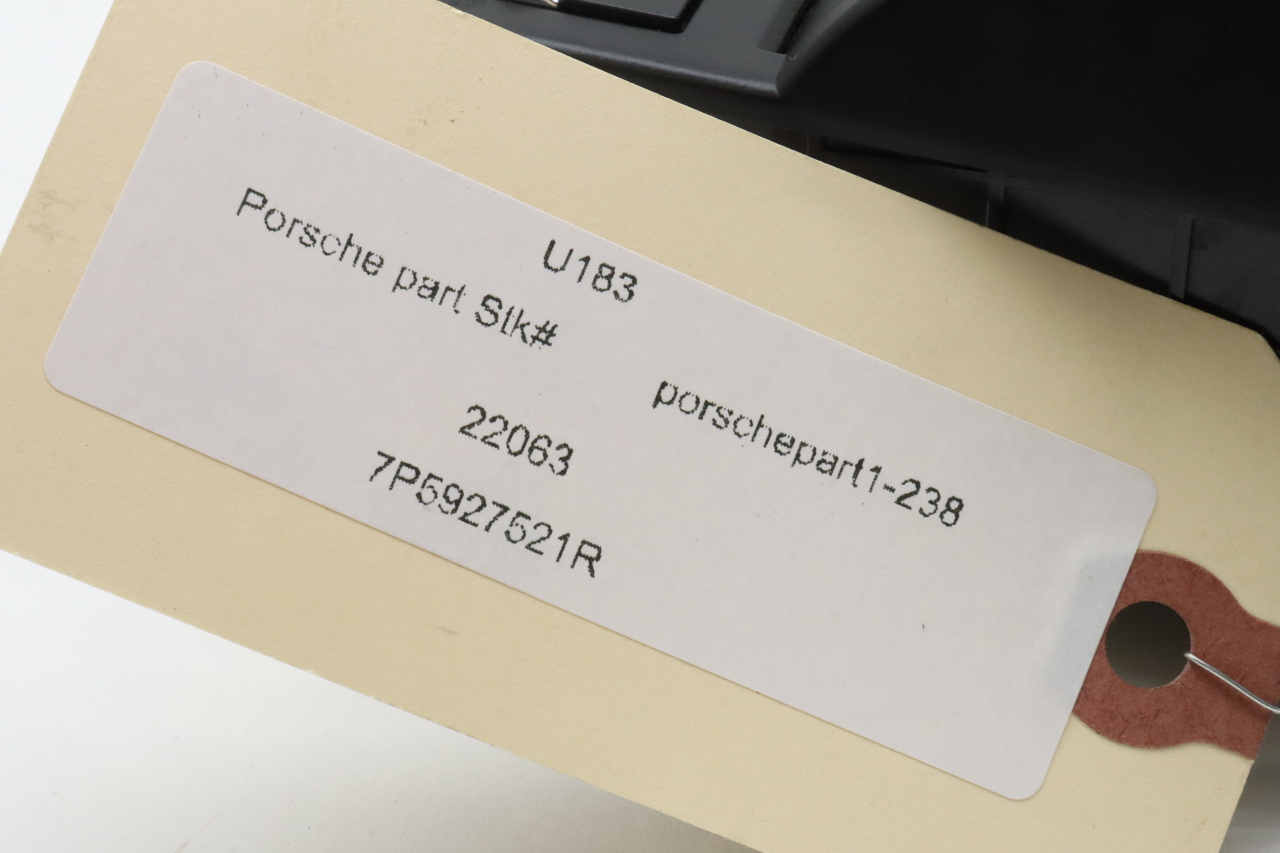 U183
Porsche part Stk#
porschepart1-238
22063
7P5927521R